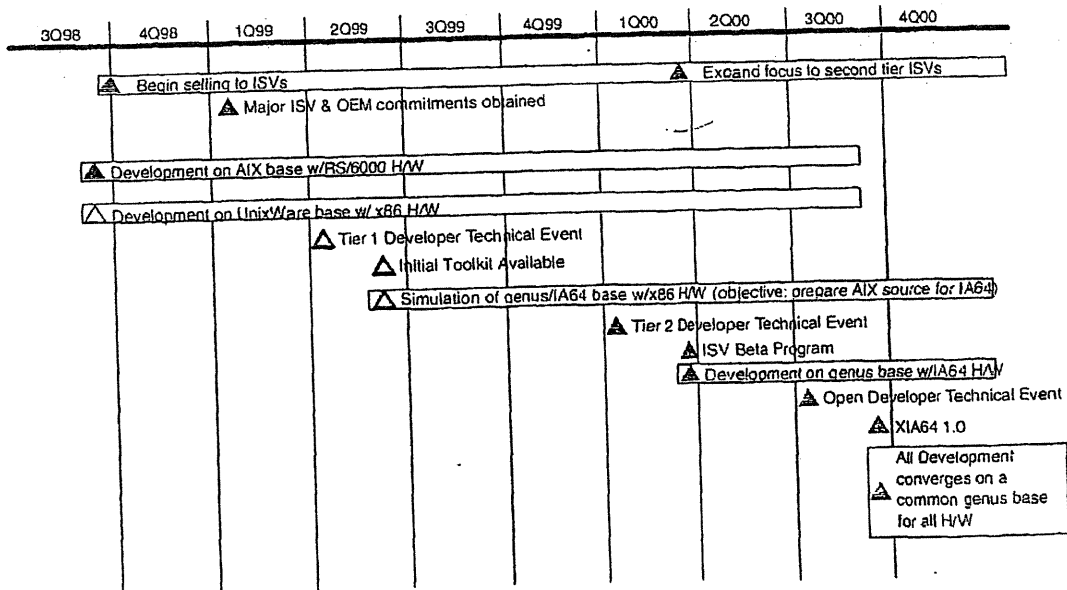 3Q98 4Q98 1Q99 2Q99 3Q99 4Q99 1Q00 2Q00 3Q00 4Q00
Begin selling to ISVs
Expand focus to second tier ISVs
Major ISV & OEM commitments obtained
Development on AIX base w/RS/6000 H/W
Development on UnixWare base w/ x86 H/W
Tier 1 Developer Technical Event
Initial Toolkit Available
Simulation of genus/IA64 base w/x86 H/W (objective: prepare AIX source for IA64)
Tier 2 Developer Technical Event
ISV Beta Program
Development on genus base w/IA64 H/W
Open Developer Technical Event
XIA64 1.0
All Development
converges on a
common genus base
for all H/W